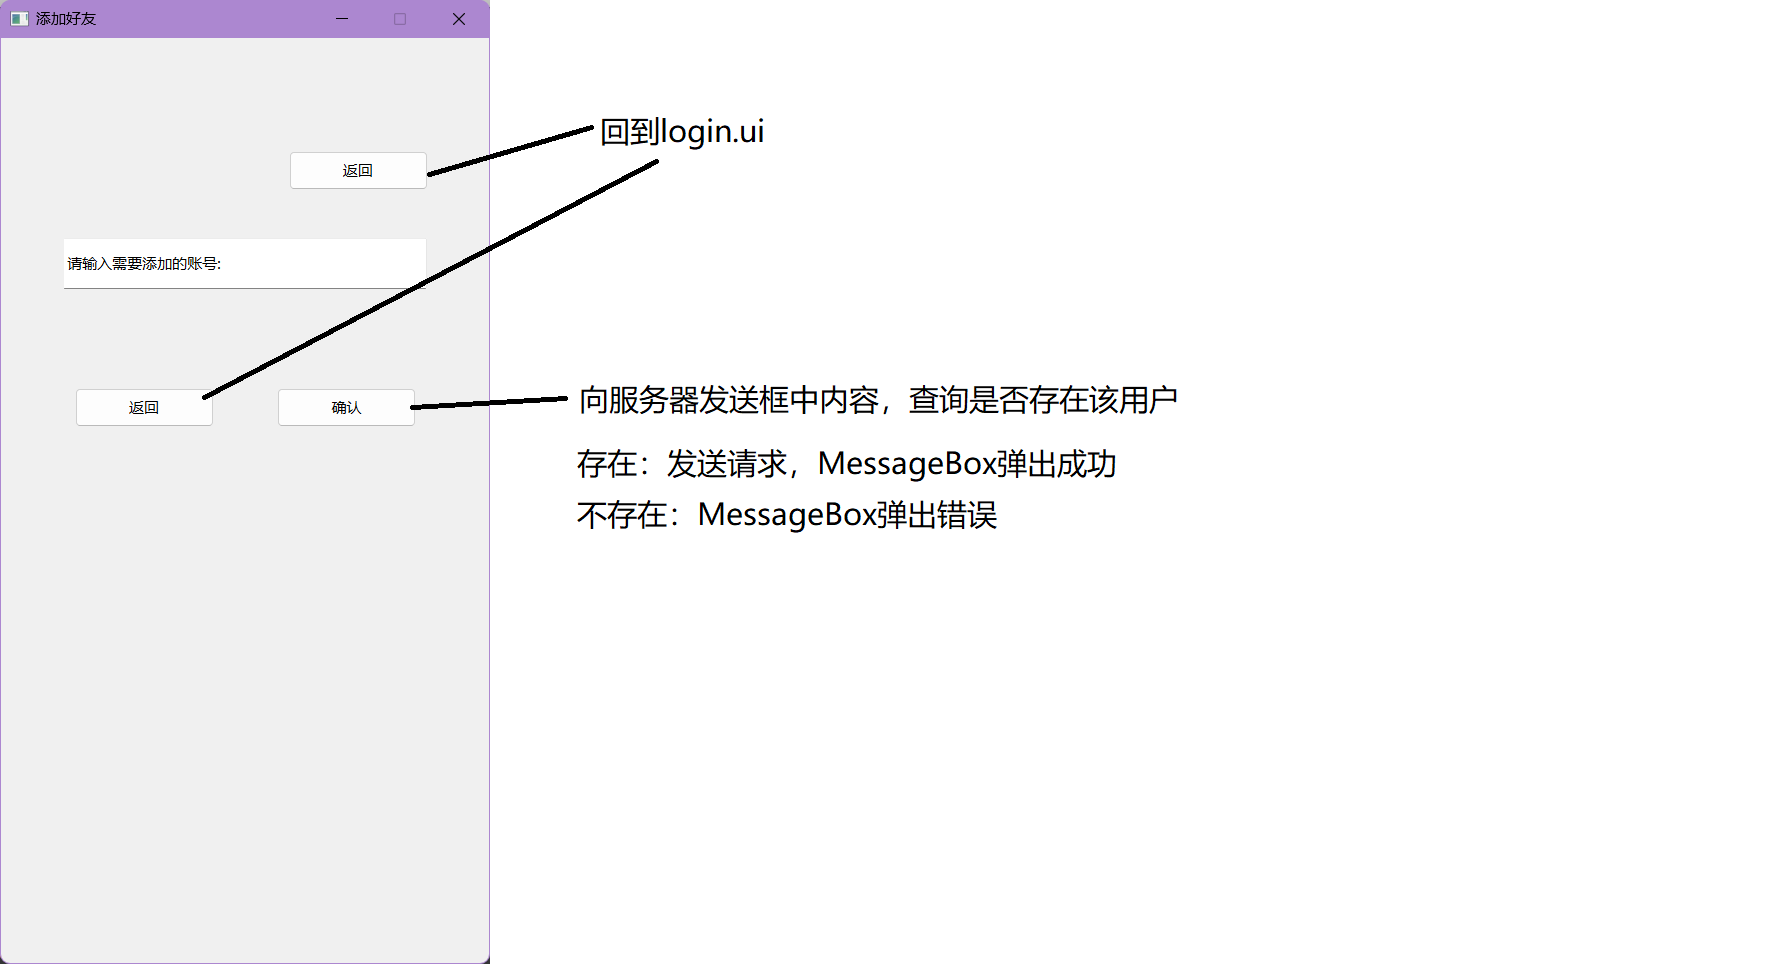 添加好友
回到login.ui
返回
请输入需要添加的账号:
返回
确认
向服务器发送框中内容，查询是否存在该用户
存在：发送请求，MessageBox弹出成功
不存在：MessageBox弹出错误